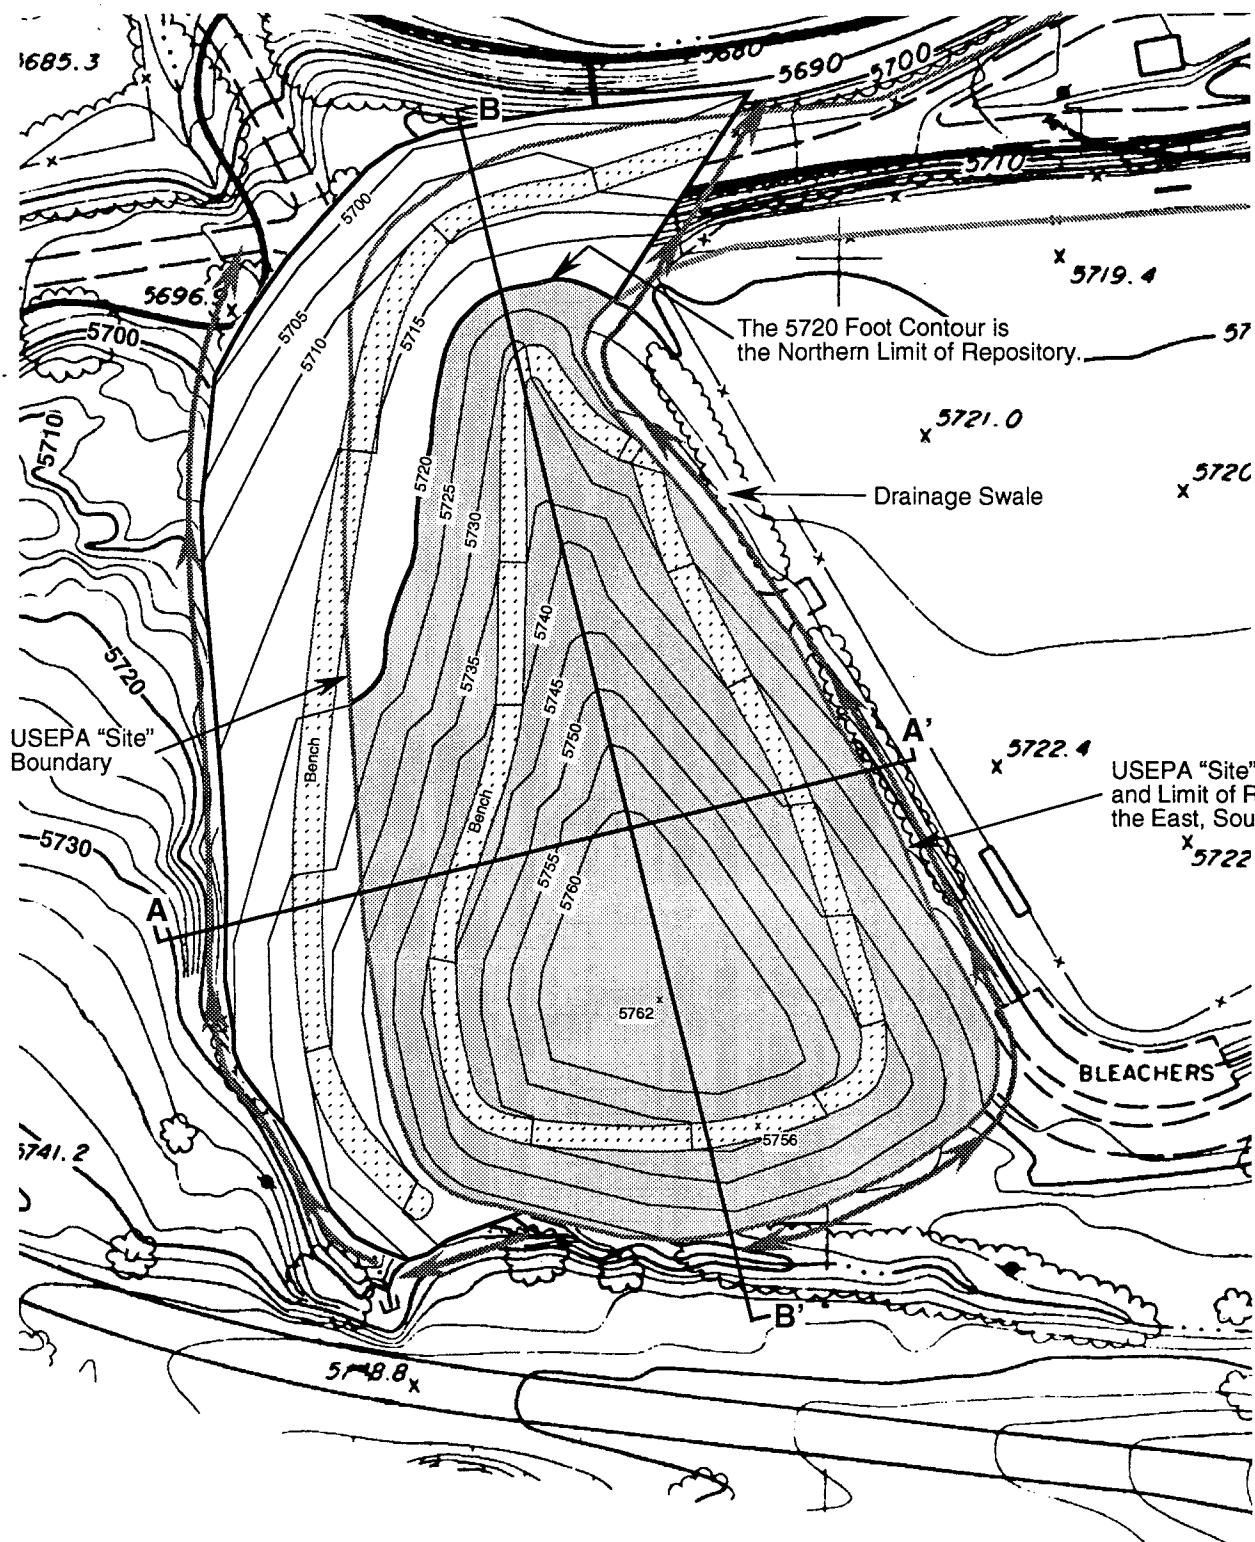 5685.3
5680
5690
5700
B
5710
5700
5719.4
5700
5705
5710
5715
The 5720 Foot Contour is
the Northern Limit of Repository.
57
5721.0
5710
5720
5725
5730
5720
Drainage Swale
5740
5720
5735
5745
5750
USEPA “Site”
Boundary
Bench
Bench
A'
5722.4
USEPA “Site”
and Limit of R
the East, Sou
5722
5730
5755
5760
A
5762
BLEACHERS
5741.2
5756
B'